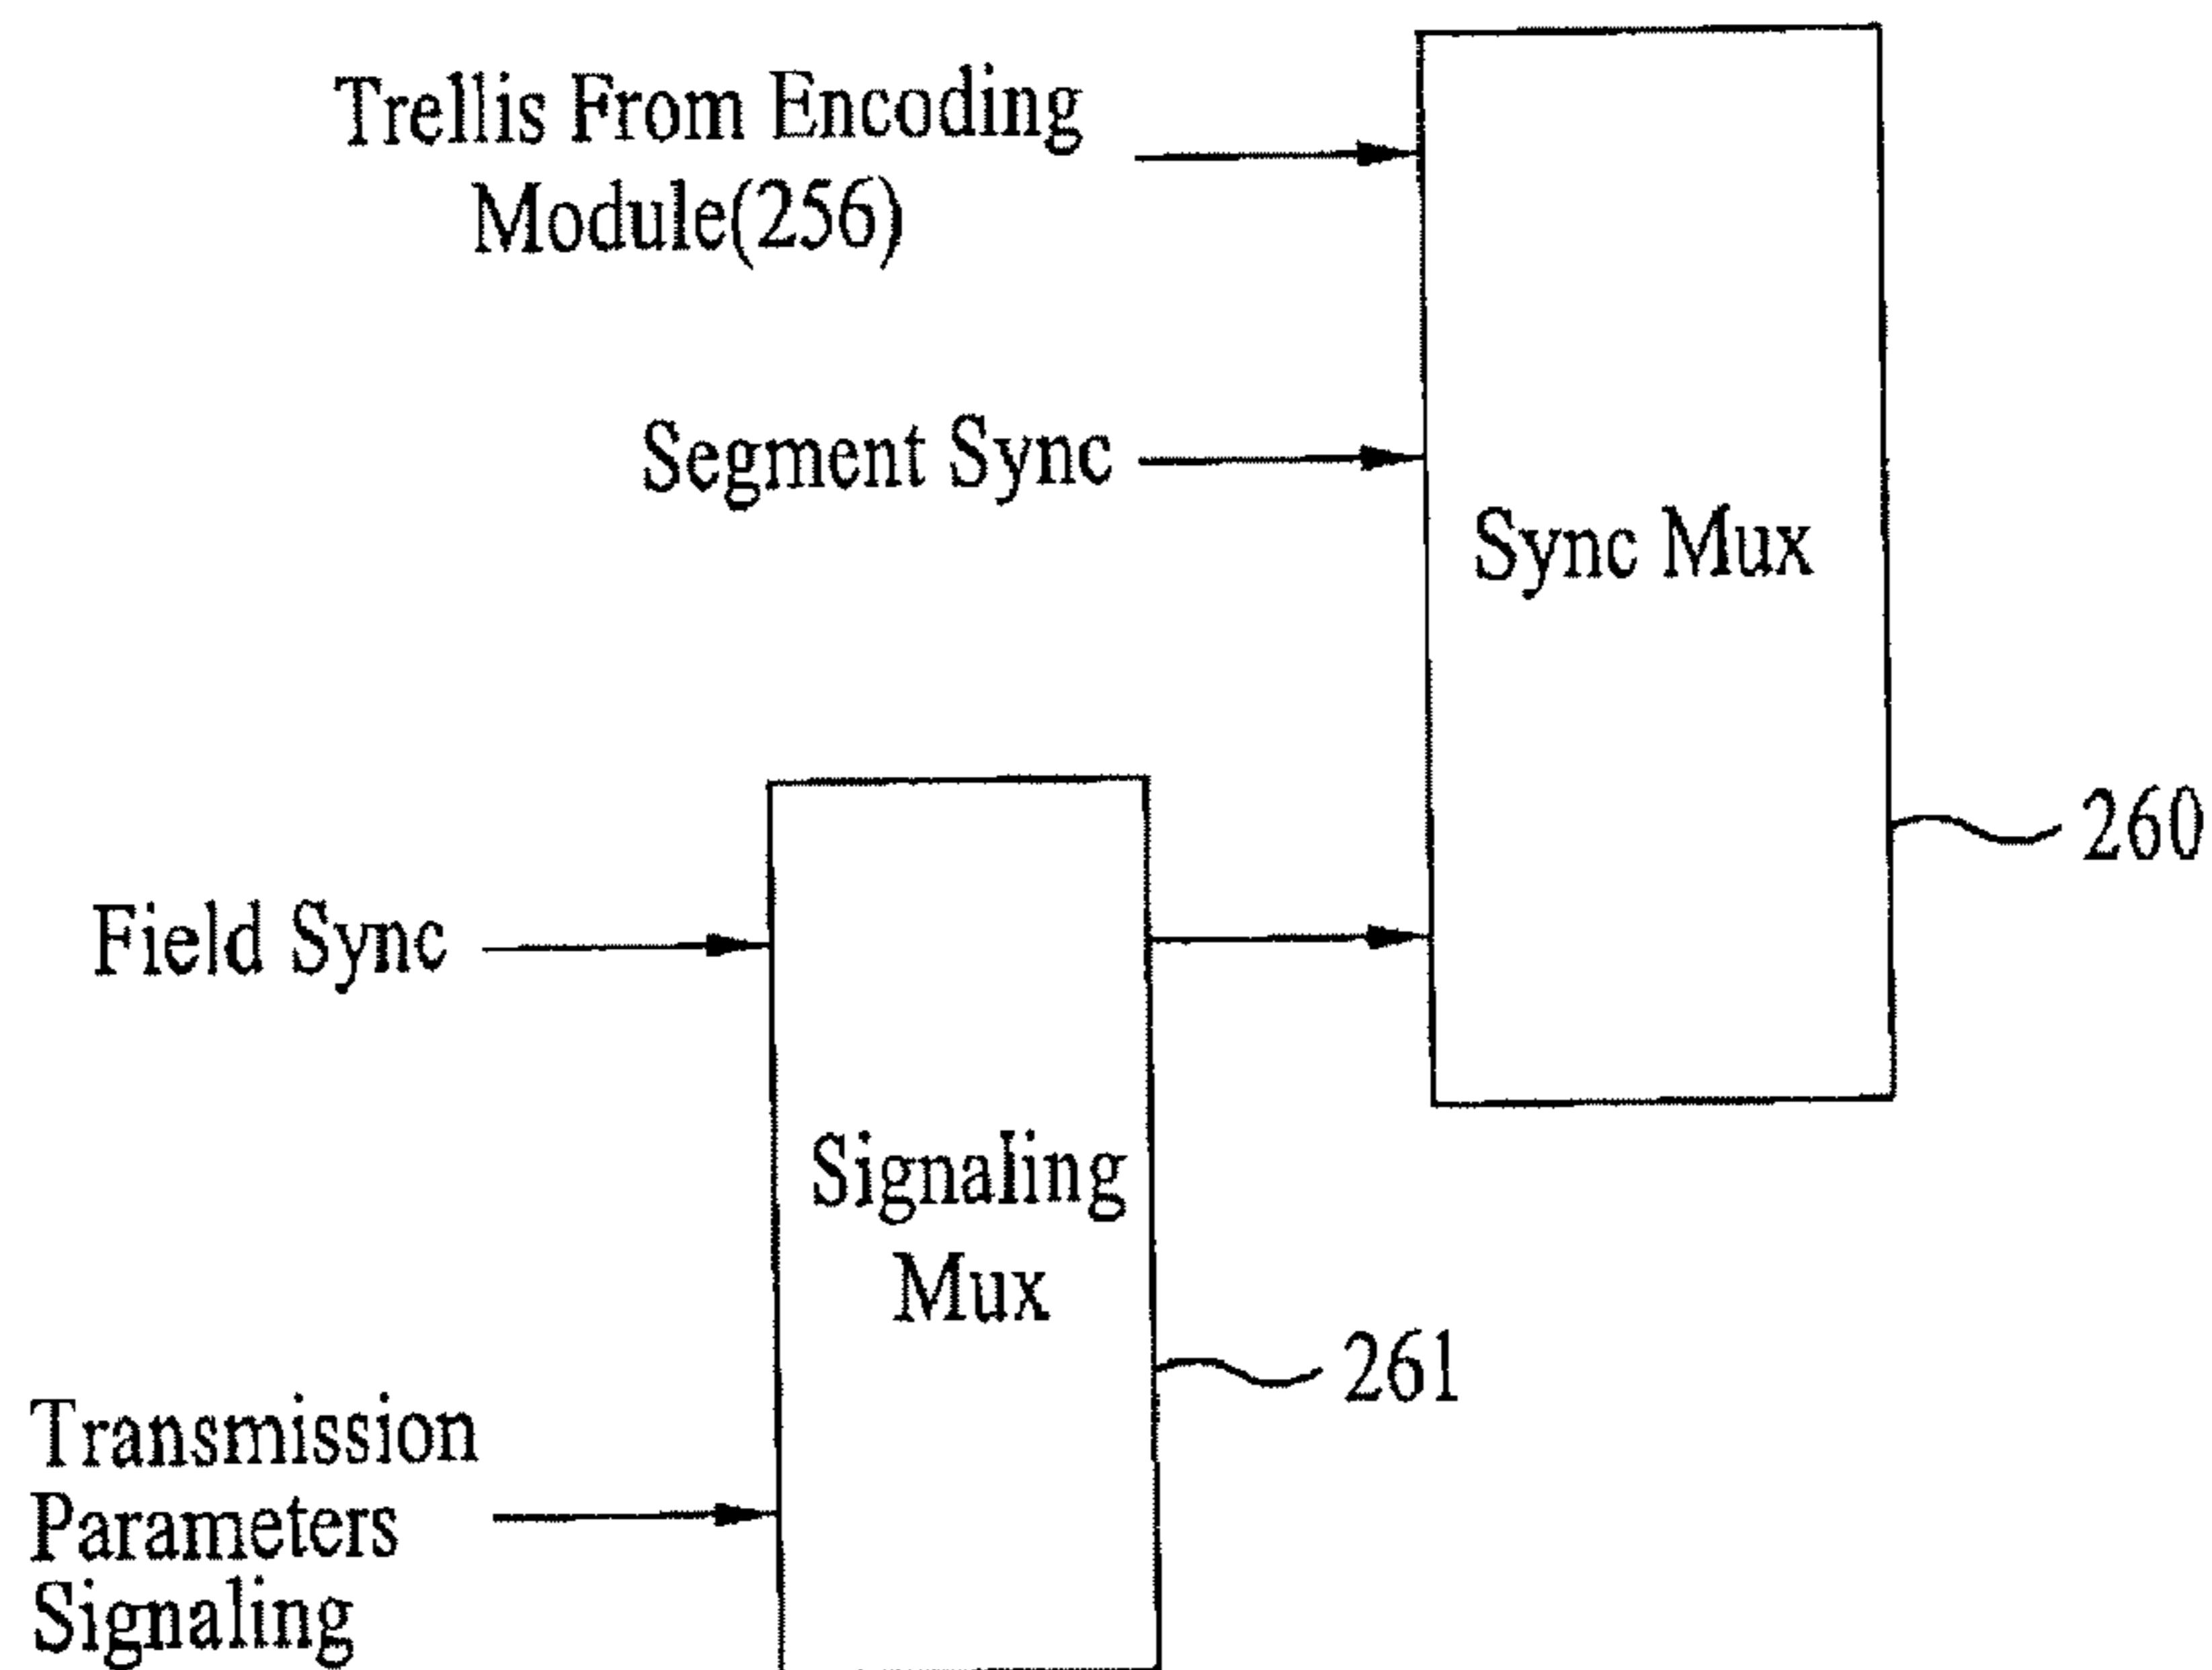 Trellis From Encoding
Module(256)
Segment Sync
Sync Mux
260
Field Sync
Signaling
Mux
261
Transmission
Parameters
Signaling